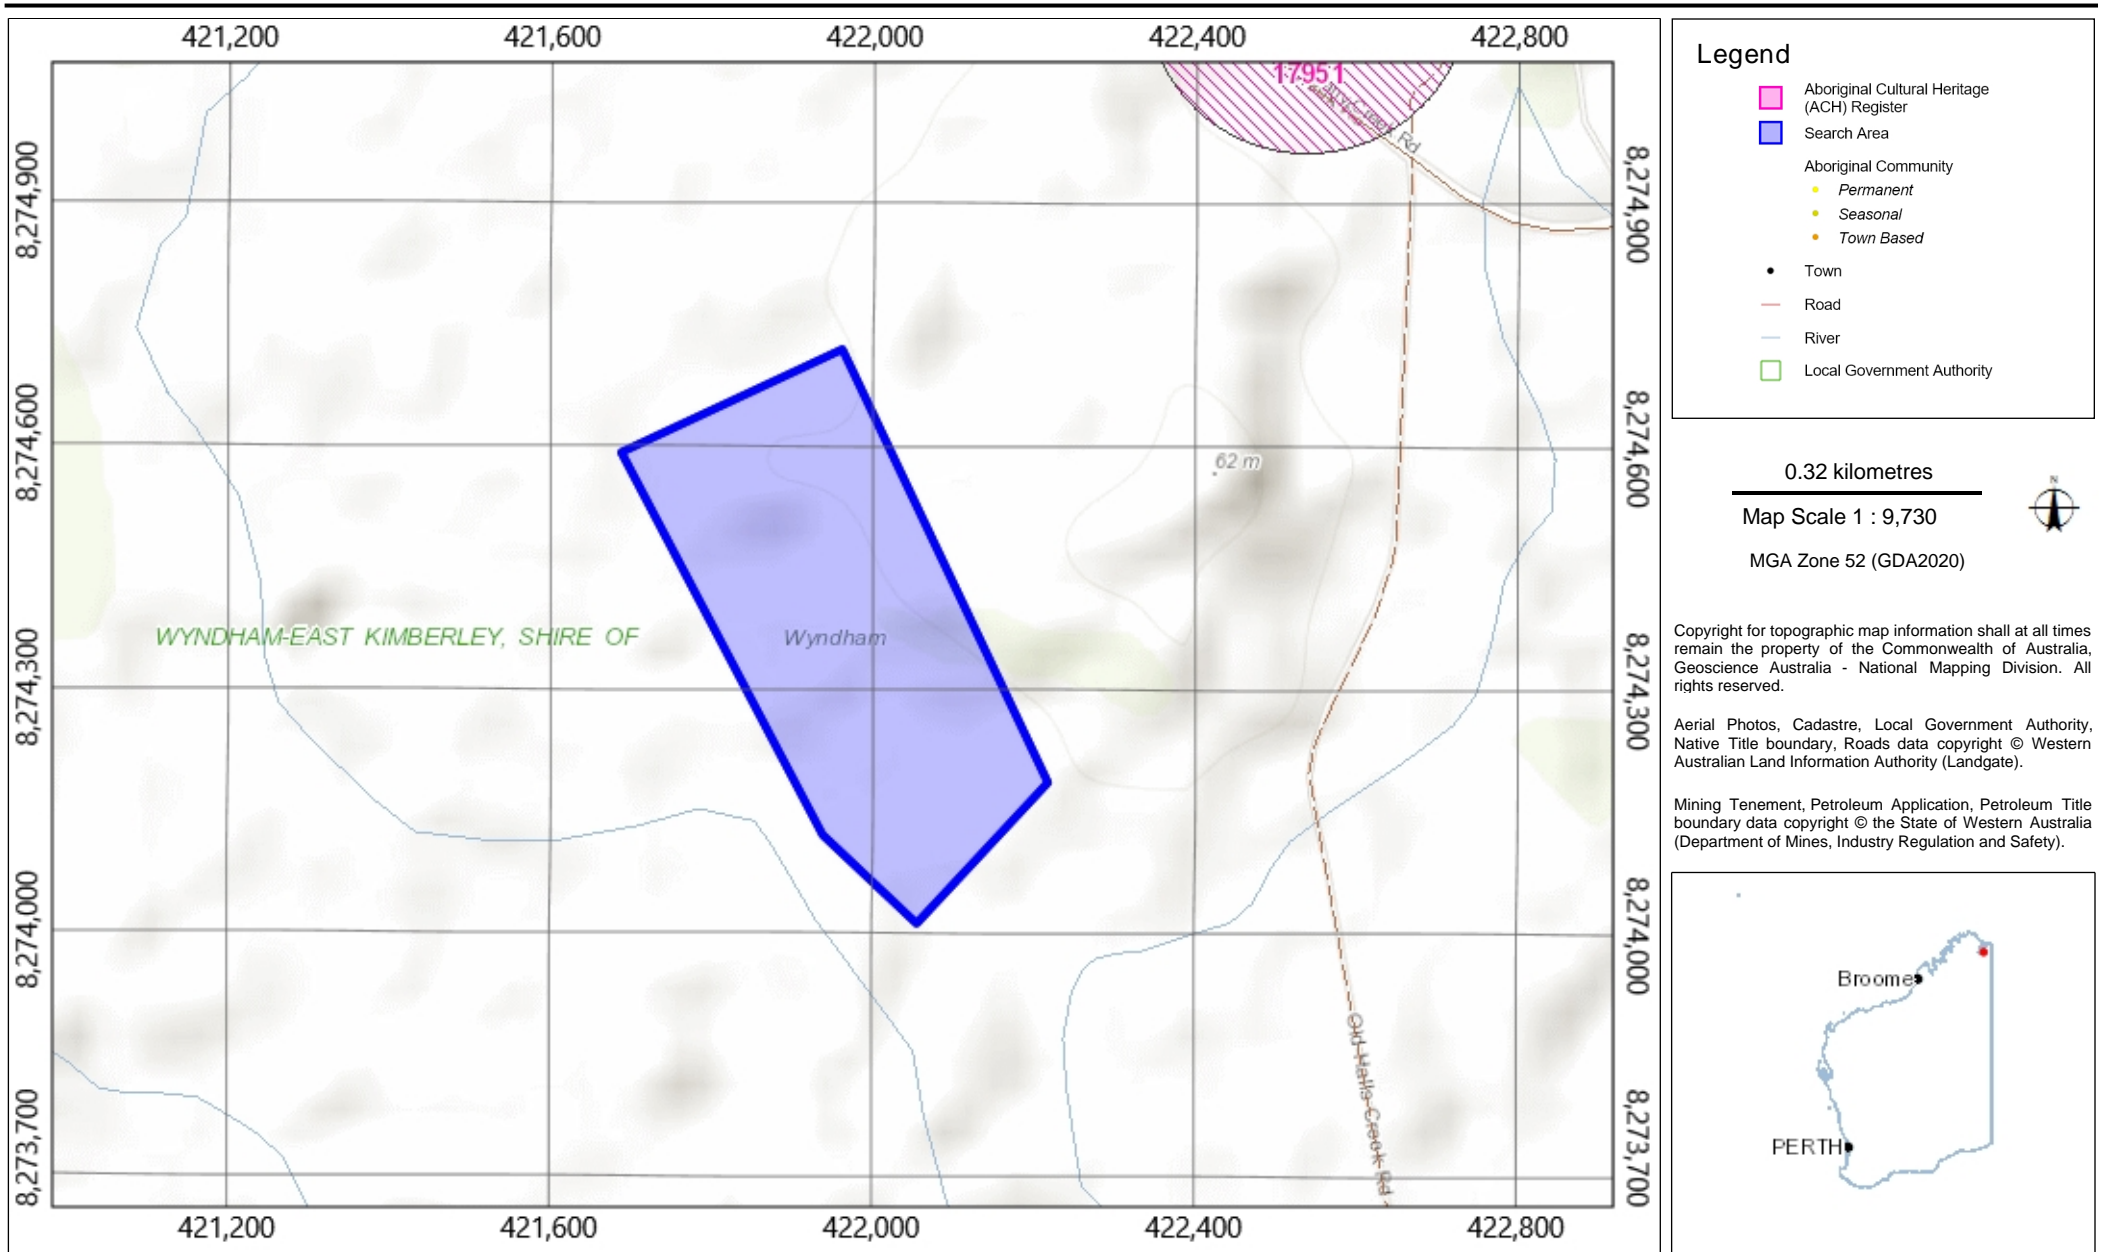 421,200 421,600 422,000 422,400 422,800
17951
Rd
8,274,900
8,274,900
8,274,600
8,274,600
62 m
WYNDHAM-EAST KIMBERLEY, SHIRE OF
Wyndham
8,274,300
8,274,300
8,274,000
8,274,000
Old Halls Creek Rd
8,273,700
8,273,700
421,200 421,600 422,000 422,400 422,800
Legend
Aboriginal Cultural Heritage
(ACH) Register
Search Area
Aboriginal Community
Permanent
Seasonal
Town Based
Town
Road
River
Local Government Authority
0.32 kilometres
Map Scale 1 : 9,730
MGA Zone 52 (GDA2020)
N
Copyright for topographic map information shall at all times
remain the property of the Commonwealth of Australia,
Geoscience Australia - National Mapping Division. All
rights reserved.
Aerial Photos, Cadastre, Local Government Authority,
Native Title boundary, Roads data copyright © Western
Australian Land Information Authority (Landgate).
Mining Tenement, Petroleum Application, Petroleum Title
boundary data copyright © the State of Western Australia
(Department of Mines, Industry Regulation and Safety).
Broome
PERTH